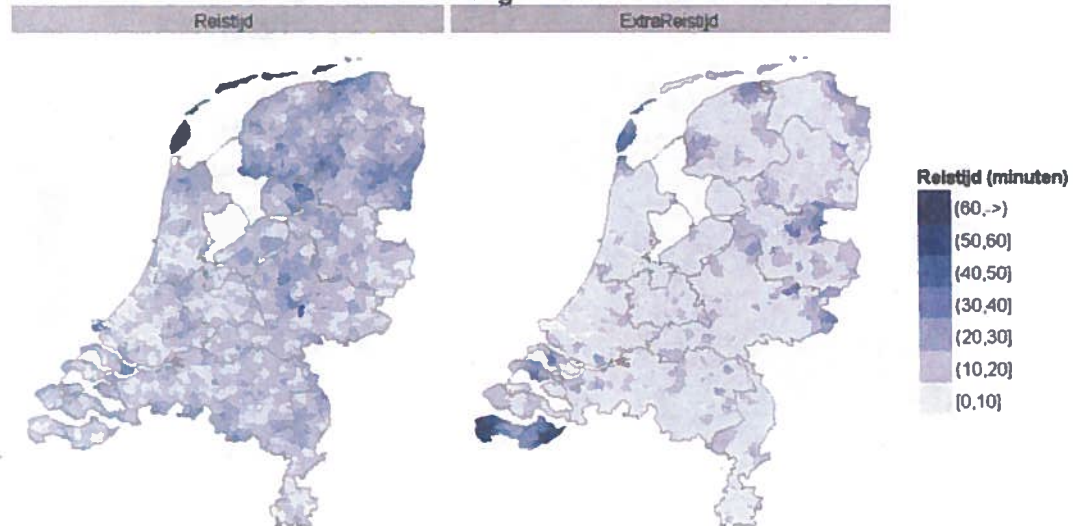 Reistijd
ExtraReistijd
Reistijd (minuten)
(60,->)
(50,60]
(40,50]
(30,40]
(20,30]
(10,20]
[0,10]